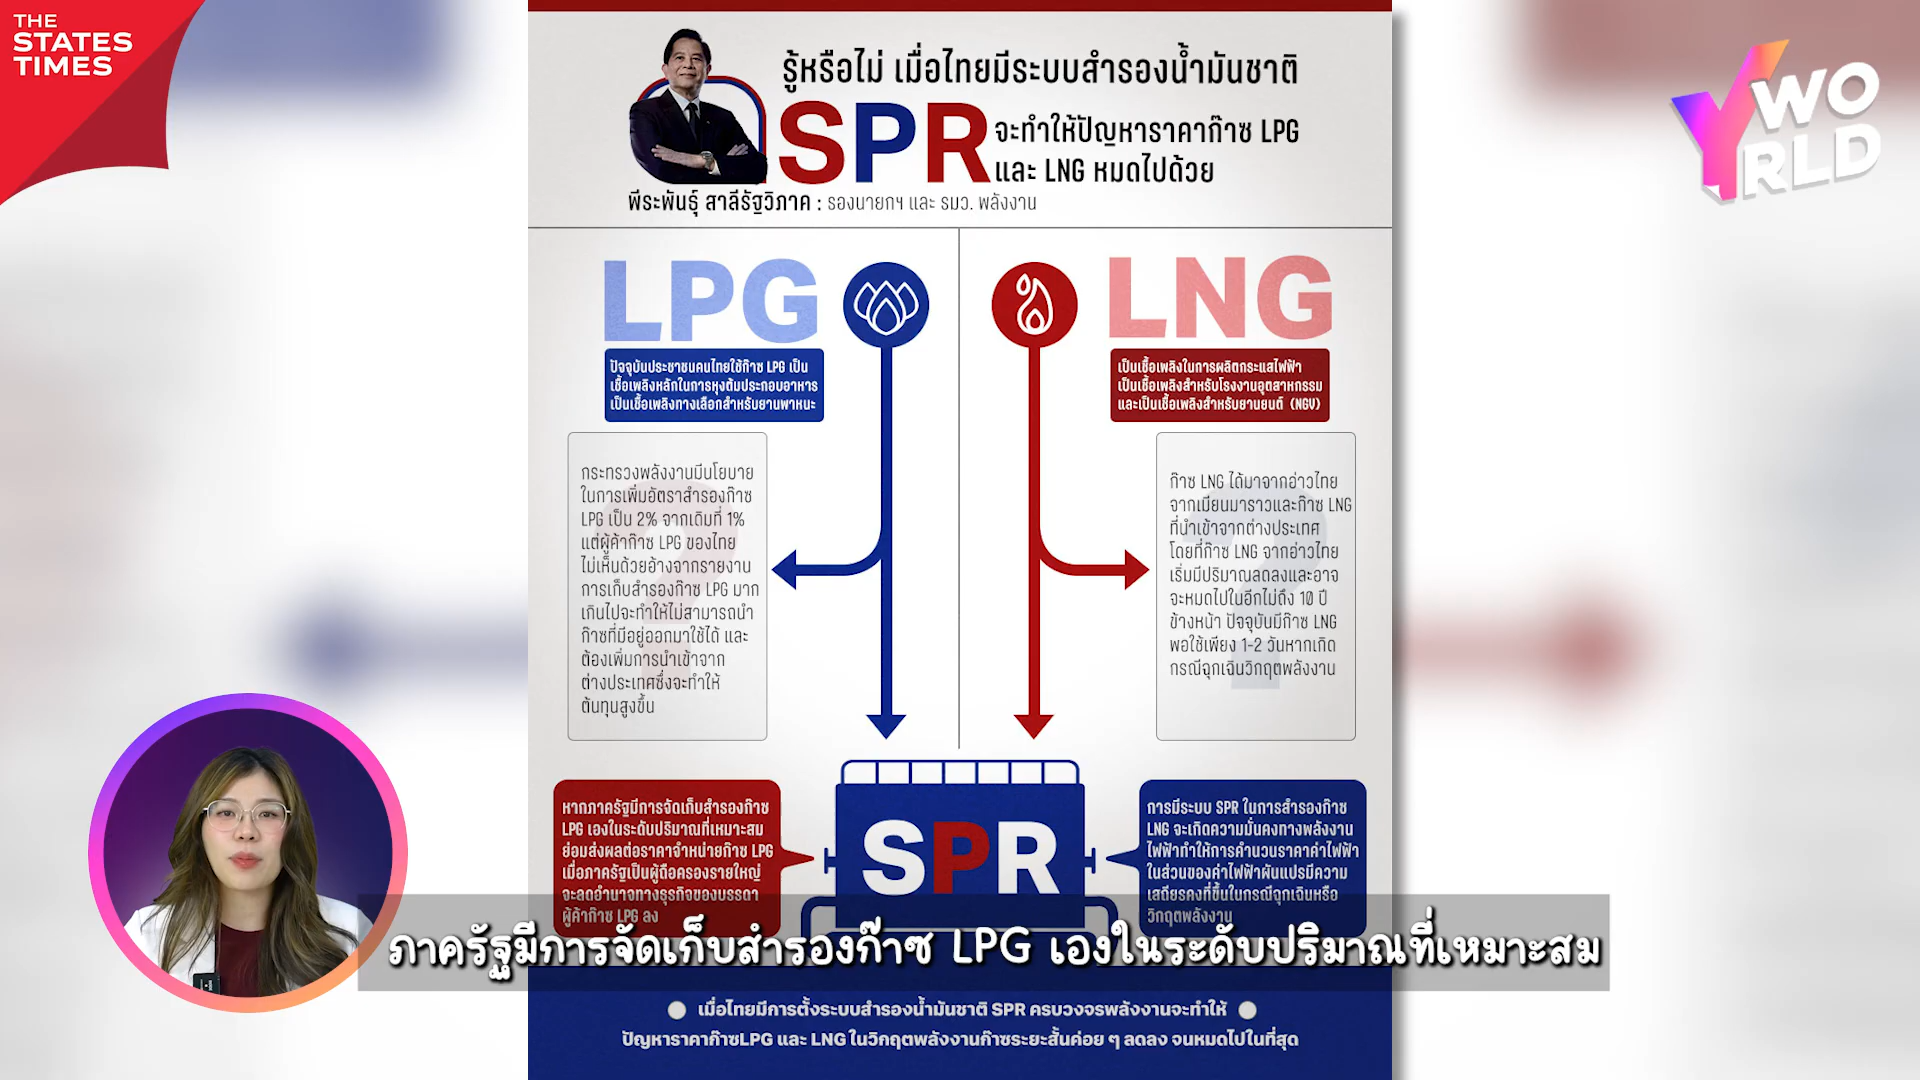 THE
STATES
TIMES
YWO
RLD
รู้หรือไม่ เมื่อไทยมีระบบสำรองน้ำมันชาติ
SPR จะทำให้ปัญหาราคาก๊าซ LPG
และ LNG หมดไปด้วย
พีระพันธุ์ สาลีรัฐวิภาค : รองนายกฯ และ รมว. พลังงาน
LPG
ปัจจุบันประชาชนคนไทยใช้ก๊าซ LPG เป็น
เชื้อเพลิงหลักในการหุงต้มประกอบอาหาร
เป็นเชื้อเพลิงทางเลือกสำหรับยานพาหนะ
กระทรวงพลังงานมีนโยบาย
ในการเพิ่มอัตราสำรองก๊าซ
LPG เป็น 2% จากเดิมที่ 1%
แต่ผู้ค้าก๊าซ LPG ของไทย
ไม่เห็นด้วยอ้างจากรายงาน
การเก็บสำรองก๊าซ LPG มาก
เกินไปจะทำให้ไม่สามารถนำ
ก๊าซที่มีอยู่ออกมาใช้ได้ และ
ต้องเพิ่มการนำเข้าจาก
ต่างประเทศซึ่งจะทำให้
ต้นทุนสูงขึ้น
LNG
เป็นเชื้อเพลิงในการผลิตกระแสไฟฟ้า
เป็นเชื้อเพลิงสำหรับโรงงานอุตสาหกรรม
และเป็นเชื้อเพลิงสำหรับยานยนต์ (NGV)
ก๊าซ LNG ได้มาจากอ่าวไทย
จากเมียนมาราวและก๊าซ LNG
ที่นำเข้าจากต่างประเทศ
โดยที่ก๊าซ LNG จากอ่าวไทย
เริ่มมีปริมาณลดลงและอาจ
จะหมดไปในอีกไม่ถึง 10 ปี
ข้างหน้า ปัจจุบันมีก๊าซ LNG
พอใช้เพียง 1-2 วันหากเกิด
กรณีฉุกเฉินวิกฤตพลังงาน
หากภาครัฐมีการจัดเก็บสำรองก๊าซ
LPG เองในระดับปริมาณที่เหมาะสม
ย่อมส่งผลต่อราคาจำหน่ายก๊าซ LPG
เมื่อภาครัฐเป็นผู้ถือครองรายใหญ่
จะลดอำนาจทางธุรกิจของบรรดา
ผู้ค้าก๊าซ LPG ลง
SPR
การมีระบบ SPR ในการสำรองก๊าซ
LNG จะเกิดความมั่นคงทางพลังงาน
ไฟฟ้าทำให้การคำนวนราคาค่าไฟฟ้า
ในส่วนของค่าไฟฟ้าผันแปรมีความ
เสถียรคงที่ขึ้นในกรณีฉุกเฉินหรือ
วิกฤตพลังงาน
ภาครัฐมีการจัดเก็บสำรองก๊าซ LPG เองในระดับปริมาณที่เหมาะสม
เมื่อไทยมีการตั้งระบบสำรองน้ำมันชาติ SPR ครบวงจรพลังงานจะทำให้
ปัญหาราคาก๊าซLPG และ LNG ในวิกฤตพลังงานก๊าซระยะสั้นค่อย ๆ ลดลง จนหมดไปในที่สุด